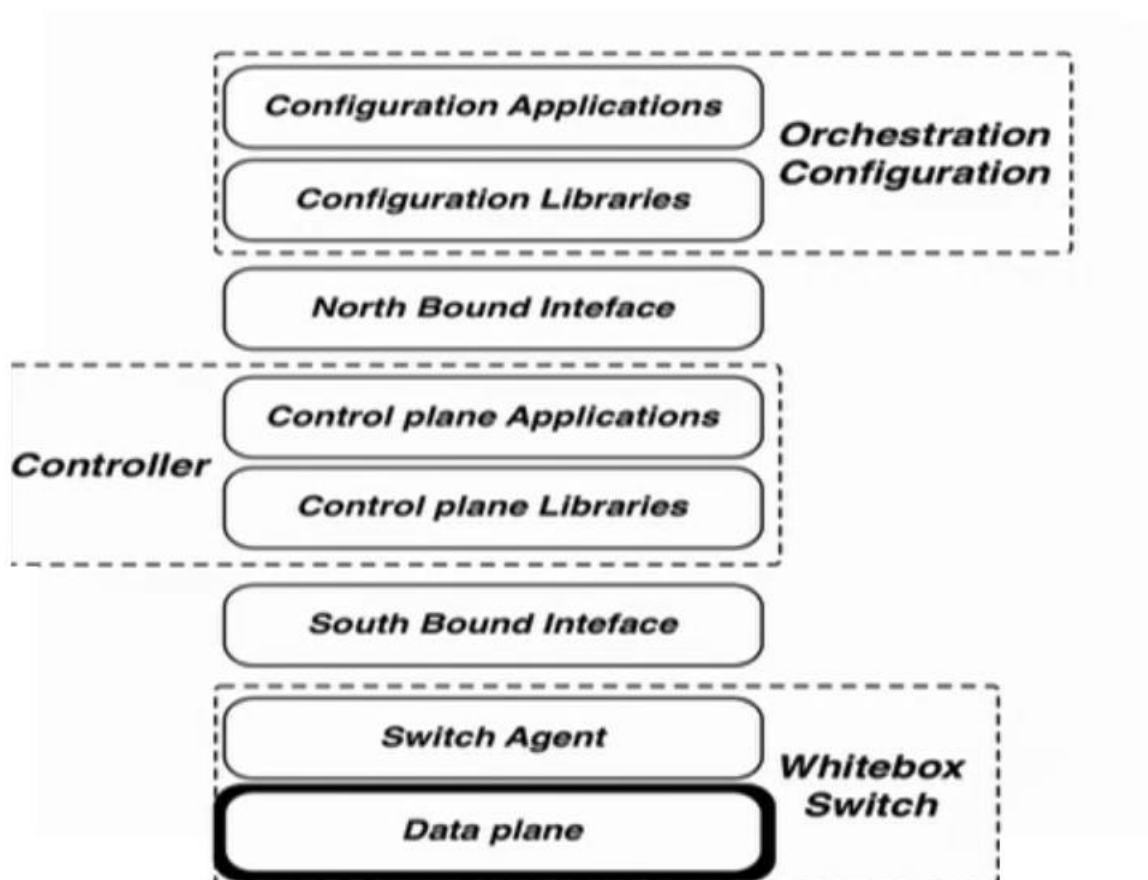 Configuration Applications
Orchestration
Configuration
Configuration Libraries
North Bound Inteface
Control plane Applications
Controller
Control plane Libraries
South Bound Inteface
Switch Agent
Whitebox
Switch
Data plane